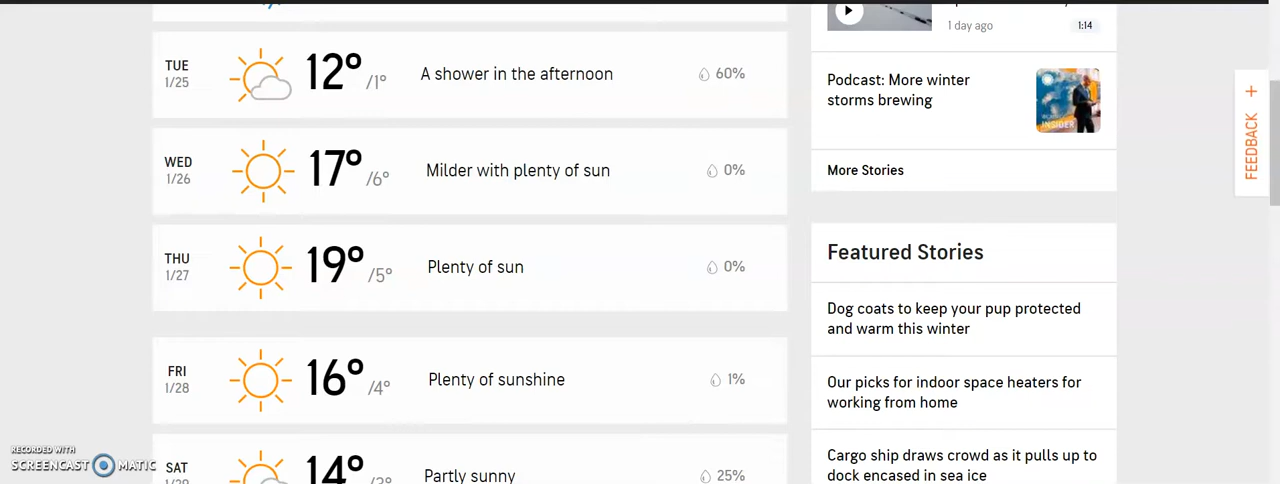 TUE
1/25
12° /1°
A shower in the afternoon
60%
WED
1/26
17° /6°
Milder with plenty of sun
0%
THU
1/27
19° /5°
Plenty of sun
0%
FRI
1/28
16° /4°
Plenty of sunshine
1%
SAT
14°
Partly sunny
25%
1 day ago
1:14
Podcast: More winter
storms brewing
INSIDER
More Stories
Featured Stories
Dog coats to keep your pup protected
and warm this winter
Our picks for indoor space heaters for
working from home
Cargo ship draws crowd as it pulls up to
dock encased in sea ice
FEEDBACK +
RECORDED WITH
SCREENCAST MATIC